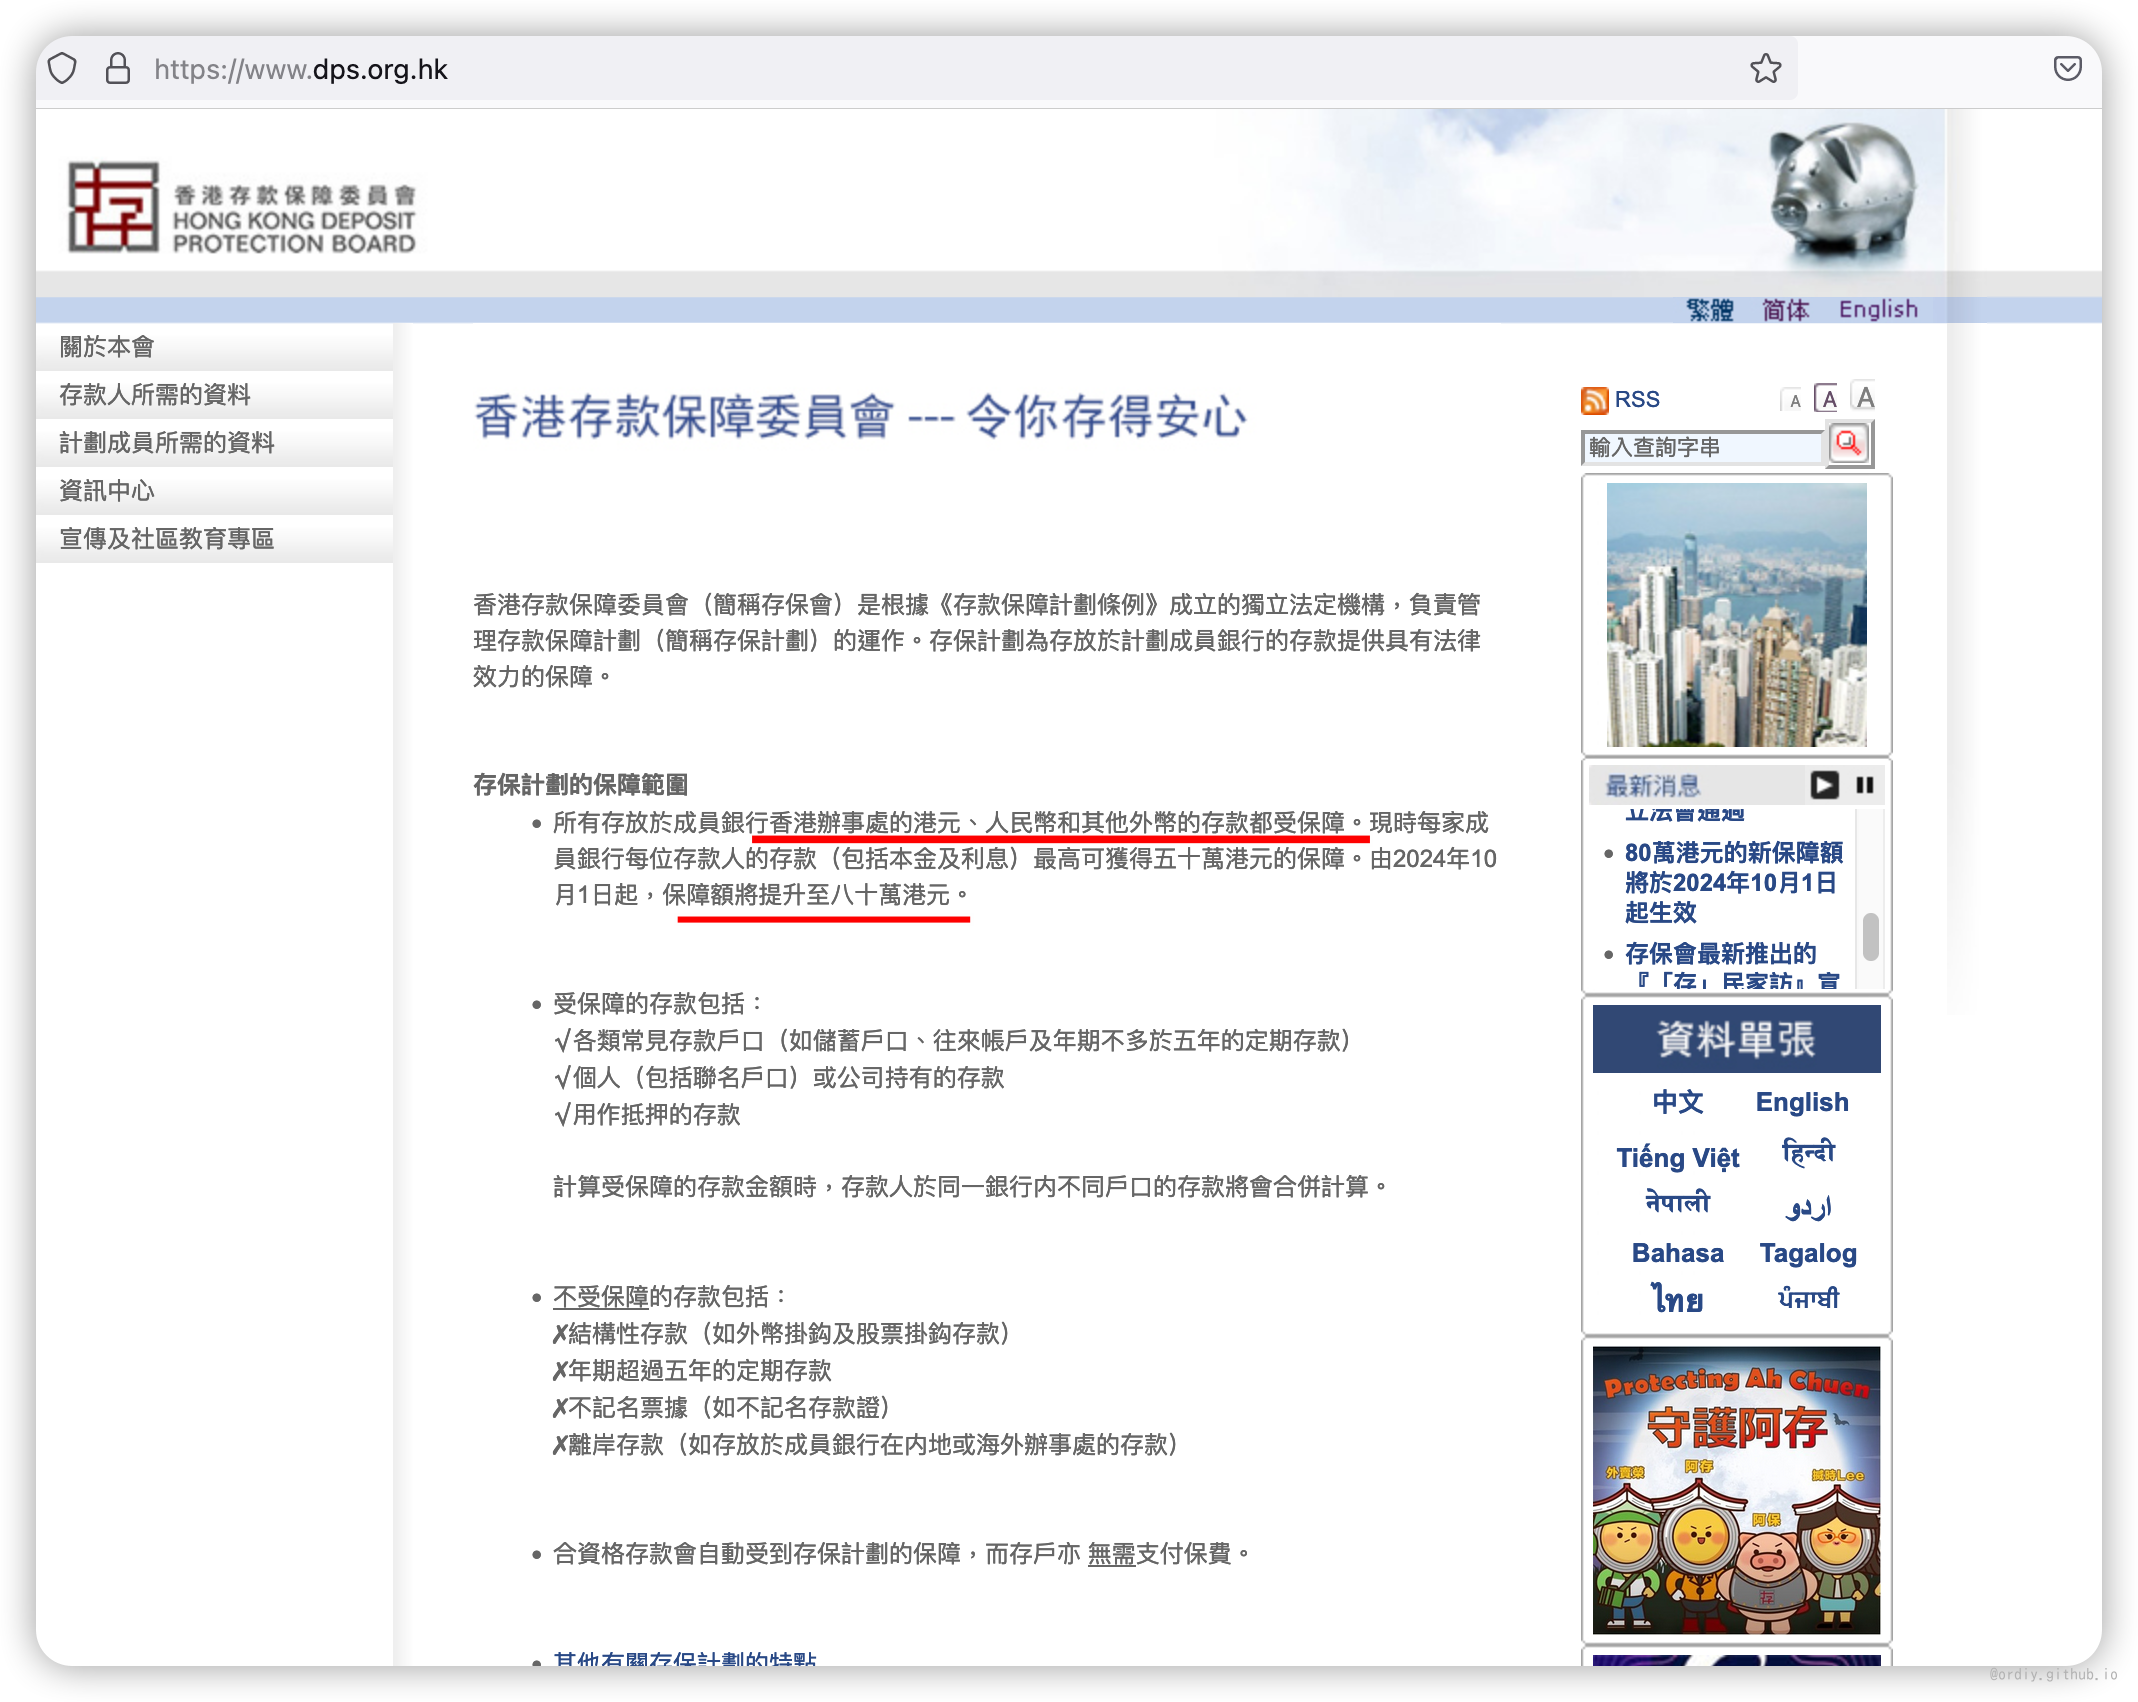 https://www.dps.org.hk
香港存款保障委員會
HONG KONG DEPOSIT
PROTECTION BOARD
繁體 简体 English
關於本會
存款人所需的資料
計劃成員所需的資料
資訊中心
宣傳及社區教育專區
香港存款保障委員會 --- 令你存得安心
香港存款保障委員會（簡稱存保會）是根據《存款保障計劃條例》成立的獨立法定機構，負責管
理存款保障計劃（簡稱存保計劃）的運作。存保計劃為存放於計劃成員銀行的存款提供具有法律
效力的保障。
存保計劃的保障範圍
• 所有存放於成員銀行香港辦事處的港元、人民幣和其他外幣的存款都受保障。現時每家成
員銀行每位存款人的存款（包括本金及利息）最高可獲得五十萬港元的保障。由2024年10
月1日起，保障額將提升至八十萬港元。
• 受保障的存款包括：
√各類常見存款戶口（如儲蓄戶口、往來帳戶及年期不多於五年的定期存款）
√個人（包括聯名戶口）或公司持有的存款
√用作抵押的存款
計算受保障的存款金額時，存款人於同一銀行内不同戶口的存款將會合併計算。
• 不受保障的存款包括：
✗結構性存款（如外幣掛鈎及股票掛鈎存款）
✗年期超過五年的定期存款
✗不記名票據（如不記名存款證）
✗離岸存款（如存放於成員銀行在内地或海外辦事處的存款）
• 合資格存款會自動受到存保計劃的保障，而存戶亦 無需支付保費。
• 其他有關存保計劃的特點
RSS A A A
輸入查詢字串
最新消息
立法會通過
• 80萬港元的新保障額
將於2024年10月1日
起生效
• 存保會最新推出的
『「存」民家訪』宣
資料單張
中文 English
Tiếng Việt हिन्दी
नेपाली اردو
Bahasa Tagalog
ไทย ਪੰਜਾਬੀ
Protecting Ah Chuen
守護阿存
外賣榮 阿存 搣時Lee
阿保
存
@ordiy.github.io